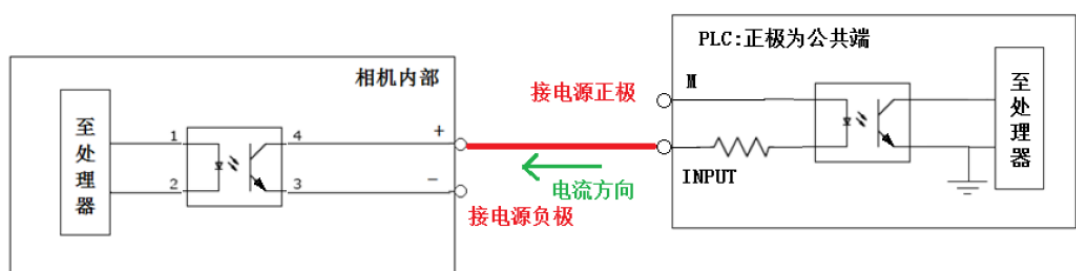 相机内部
至处理器
1
2
4
3
+
−
接电源负极
电流方向
接电源正极
PLC:正极为公共端
M
INPUT
至处理器